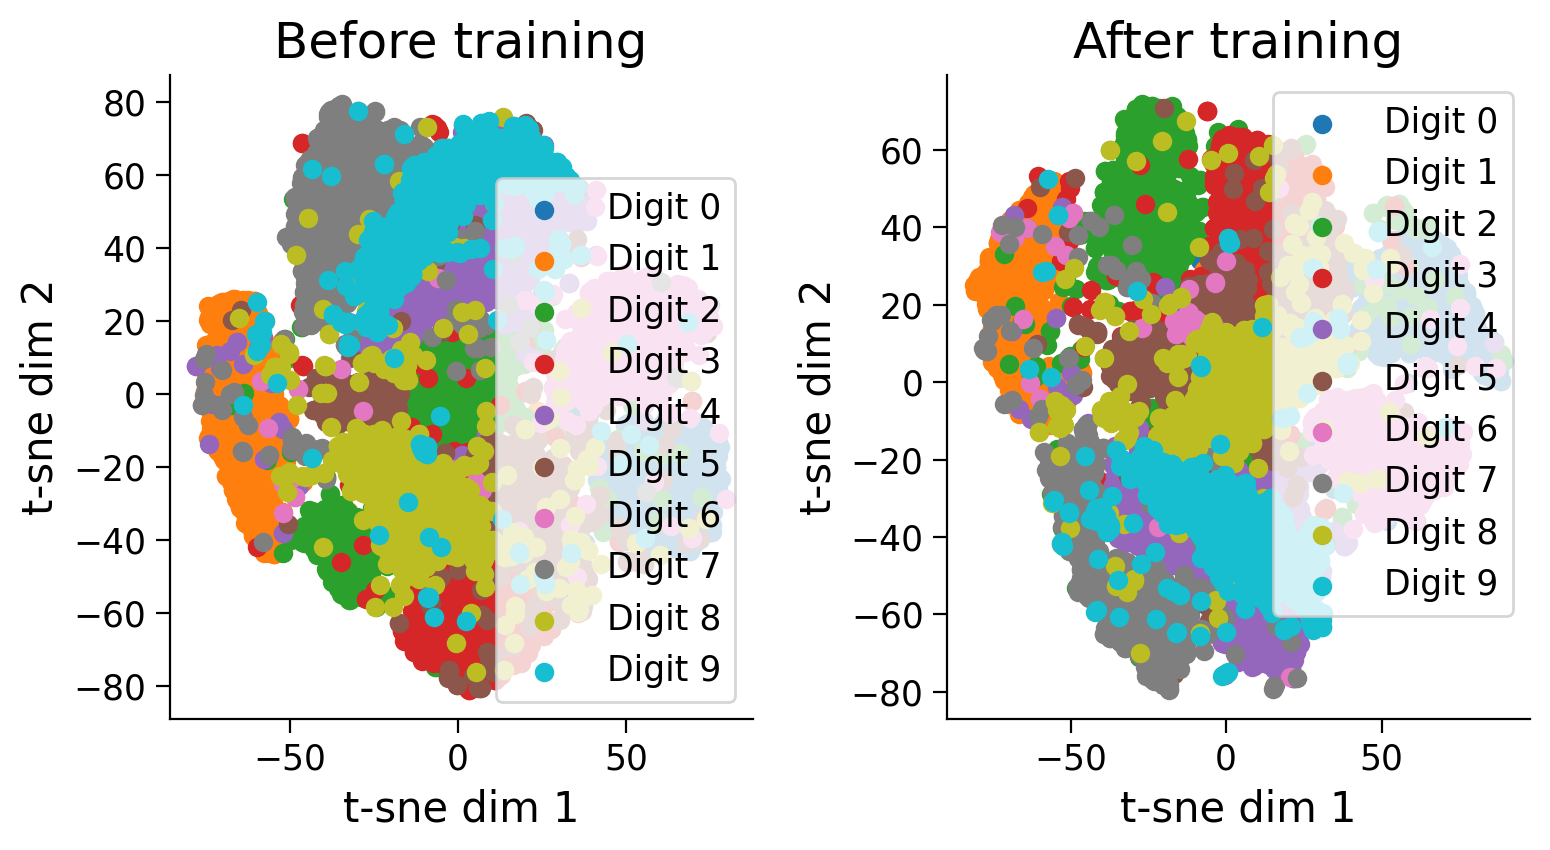 Before training
80
60
40
20
0
−20
−40
−60
−80
t-sne dim 2
−50 0 50
t-sne dim 1
Digit 0
Digit 1
Digit 2
Digit 3
Digit 4
Digit 5
Digit 6
Digit 7
Digit 8
Digit 9
After training
60
40
20
0
−20
−40
−60
−80
t-sne dim 2
−50 0 50
t-sne dim 1
Digit 0
Digit 1
Digit 2
Digit 3
Digit 4
Digit 5
Digit 6
Digit 7
Digit 8
Digit 9